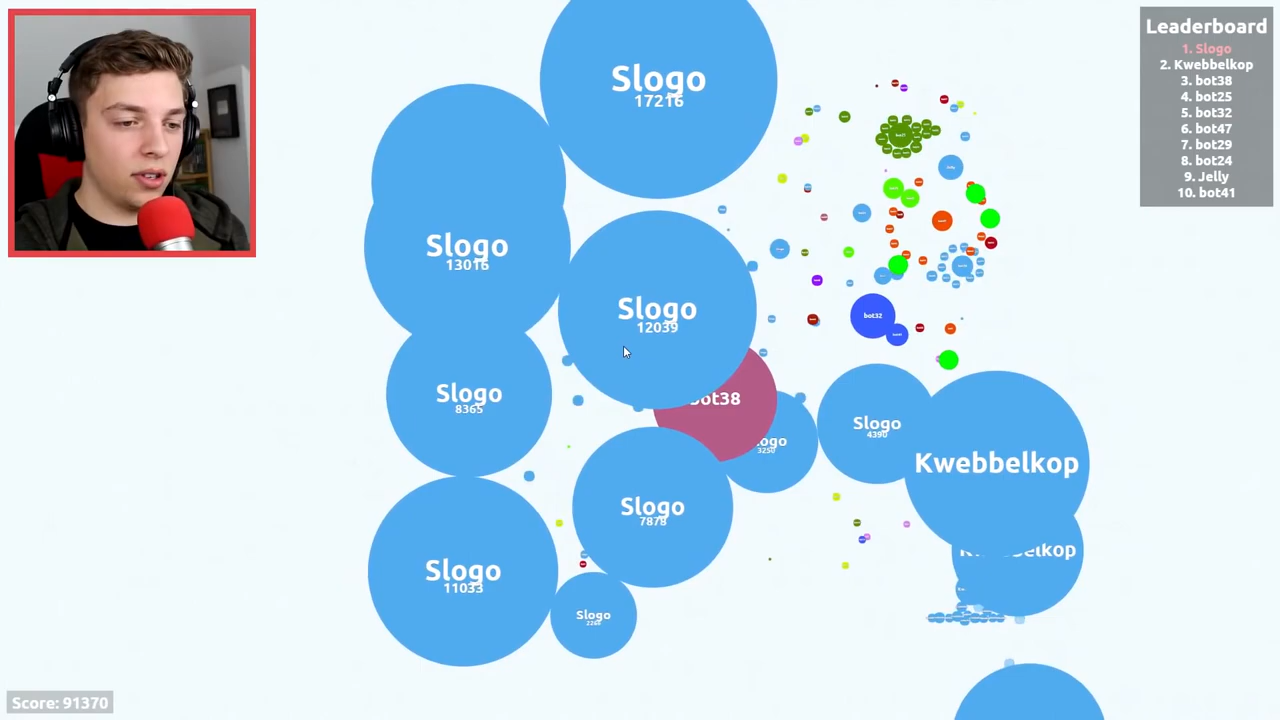 Leaderboard
1. Slogo
2. Kwebbelkop
3. bot38
4. bot25
5. bot32
6. bot47
7. bot29
8. bot24
9. Jelly
10. bot41
Slogo
17216
Slogo
13016
Slogo
12039
bot32
Slogo
8365
bot38
Slogo
4390
3250
Kwebbelkop
Slogo
7878
Slogo
11033
Slogo
Score: 91370